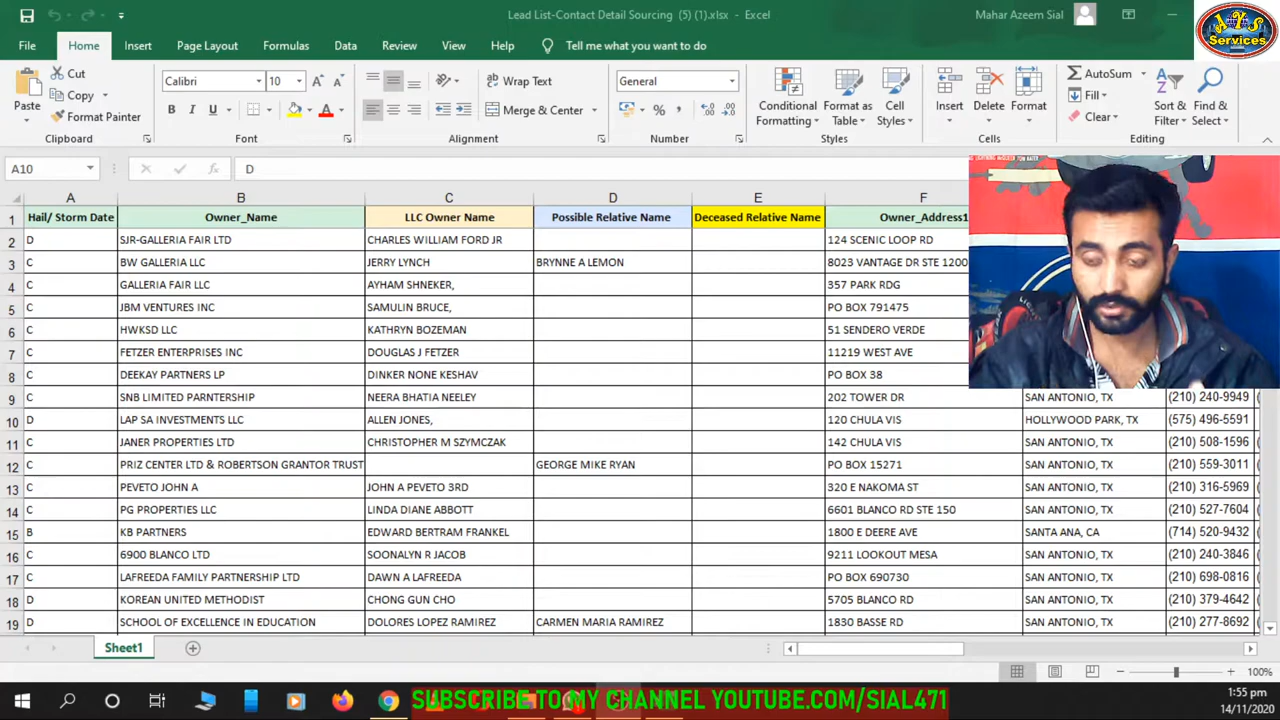 Lead List-Contact Detail Sourcing (5) (1).xlsx - Excel
Mahar Azeem Sial
AYS Services
File Home Insert Page Layout Formulas Data Review View Help Tell me what you want to do
Paste
Cut
Copy
Format Painter
Clipboard
Calibri 10
B I U
Font
Wrap Text
Merge & Center
Alignment
General
Number
Conditional Formatting
Format as Table
Cell Styles
Styles
Insert Delete Format
Cells
AutoSum
Fill
Clear
Sort & Filter
Find & Select
Editing
A10 fx D
A B C D E F
1 Hail/ Storm Date Owner_Name LLC Owner Name Possible Relative Name Deceased Relative Name Owner_Address1
2 D SJR-GALLERIA FAIR LTD CHARLES WILLIAM FORD JR 124 SCENIC LOOP RD
3 C BW GALLERIA LLC JERRY LYNCH BRYNNE A LEMON 8023 VANTAGE DR STE 1200
4 C GALLERIA FAIR LLC AYHAM SHNEKER, 357 PARK RDG
5 C JBM VENTURES INC SAMULIN BRUCE, PO BOX 791475
6 C HWKSD LLC KATHRYN BOZEMAN 51 SENDERO VERDE
7 C FETZER ENTERPRISES INC DOUGLAS J FETZER 11219 WEST AVE
8 C DEEKAY PARTNERS LP DINKER NONE KESHAV PO BOX 38
9 C SNB LIMITED PARNTERSHIP NEERA BHATIA NEELEY 202 TOWER DR SAN ANTONIO, TX (210) 240-9949
10 D LAP SA INVESTMENTS LLC ALLEN JONES, 120 CHULA VIS HOLLYWOOD PARK, TX (575) 496-5591
11 C JANER PROPERTIES LTD CHRISTOPHER M SZYMCZAK 142 CHULA VIS SAN ANTONIO, TX (210) 508-1596
12 C PRIZ CENTER LTD & ROBERTSON GRANTOR TRUST GEORGE MIKE RYAN PO BOX 15271 SAN ANTONIO, TX (210) 559-3011
13 C PEVETO JOHN A JOHN A PEVETO 3RD 320 E NAKOMA ST SAN ANTONIO, TX (210) 316-5969
14 C PG PROPERTIES LLC LINDA DIANE ABBOTT 6601 BLANCO RD STE 150 SAN ANTONIO, TX (210) 527-7604
15 B KB PARTNERS EDWARD BERTRAM FRANKEL 1800 E DEERE AVE SANTA ANA, CA (714) 520-9432
16 C 6900 BLANCO LTD SOONALYN R JACOB 9211 LOOKOUT MESA SAN ANTONIO, TX (210) 240-3846
17 C LAFREEDA FAMILY PARTNERSHIP LTD DAWN A LAFREEDA PO BOX 690730 SAN ANTONIO, TX (210) 698-0816
18 D KOREAN UNITED METHODIST CHONG GUN CHO 5705 BLANCO RD SAN ANTONIO, TX (210) 379-4642
19 D SCHOOL OF EXCELLENCE IN EDUCATION DOLORES LOPEZ RAMIREZ CARMEN MARIA RAMIREZ 1830 BASSE RD SAN ANTONIO, TX (210) 277-8692
Sheet1
100%
SUBSCRIBE TO MY CHANNEL YOUTUBE.COM/SIAL471
1:55 pm
14/11/2020